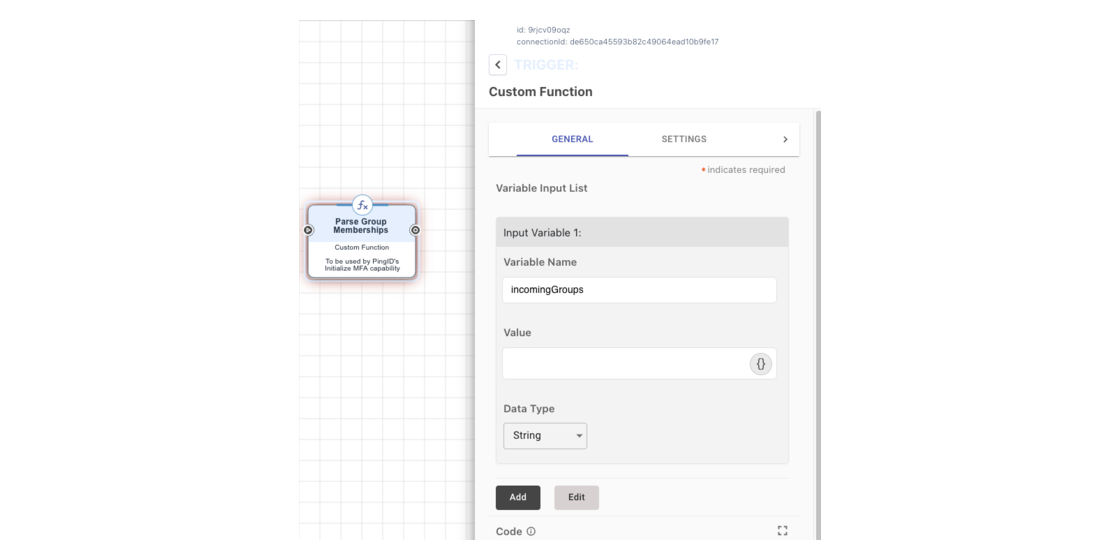 id: 9rjcv09oqz
connectionId: de650ca45593b82c49064ead10b9fe17
TRIGGER:
Custom Function
GENERAL
SETTINGS
* indicates required
Variable Input List
Input Variable 1:
Variable Name
incomingGroups
Value
{}
Data Type
String
Add
Edit
Code
fx
Parse Group
Memberships
Custom Function
To be used by PingID's
Initialize MFA capability